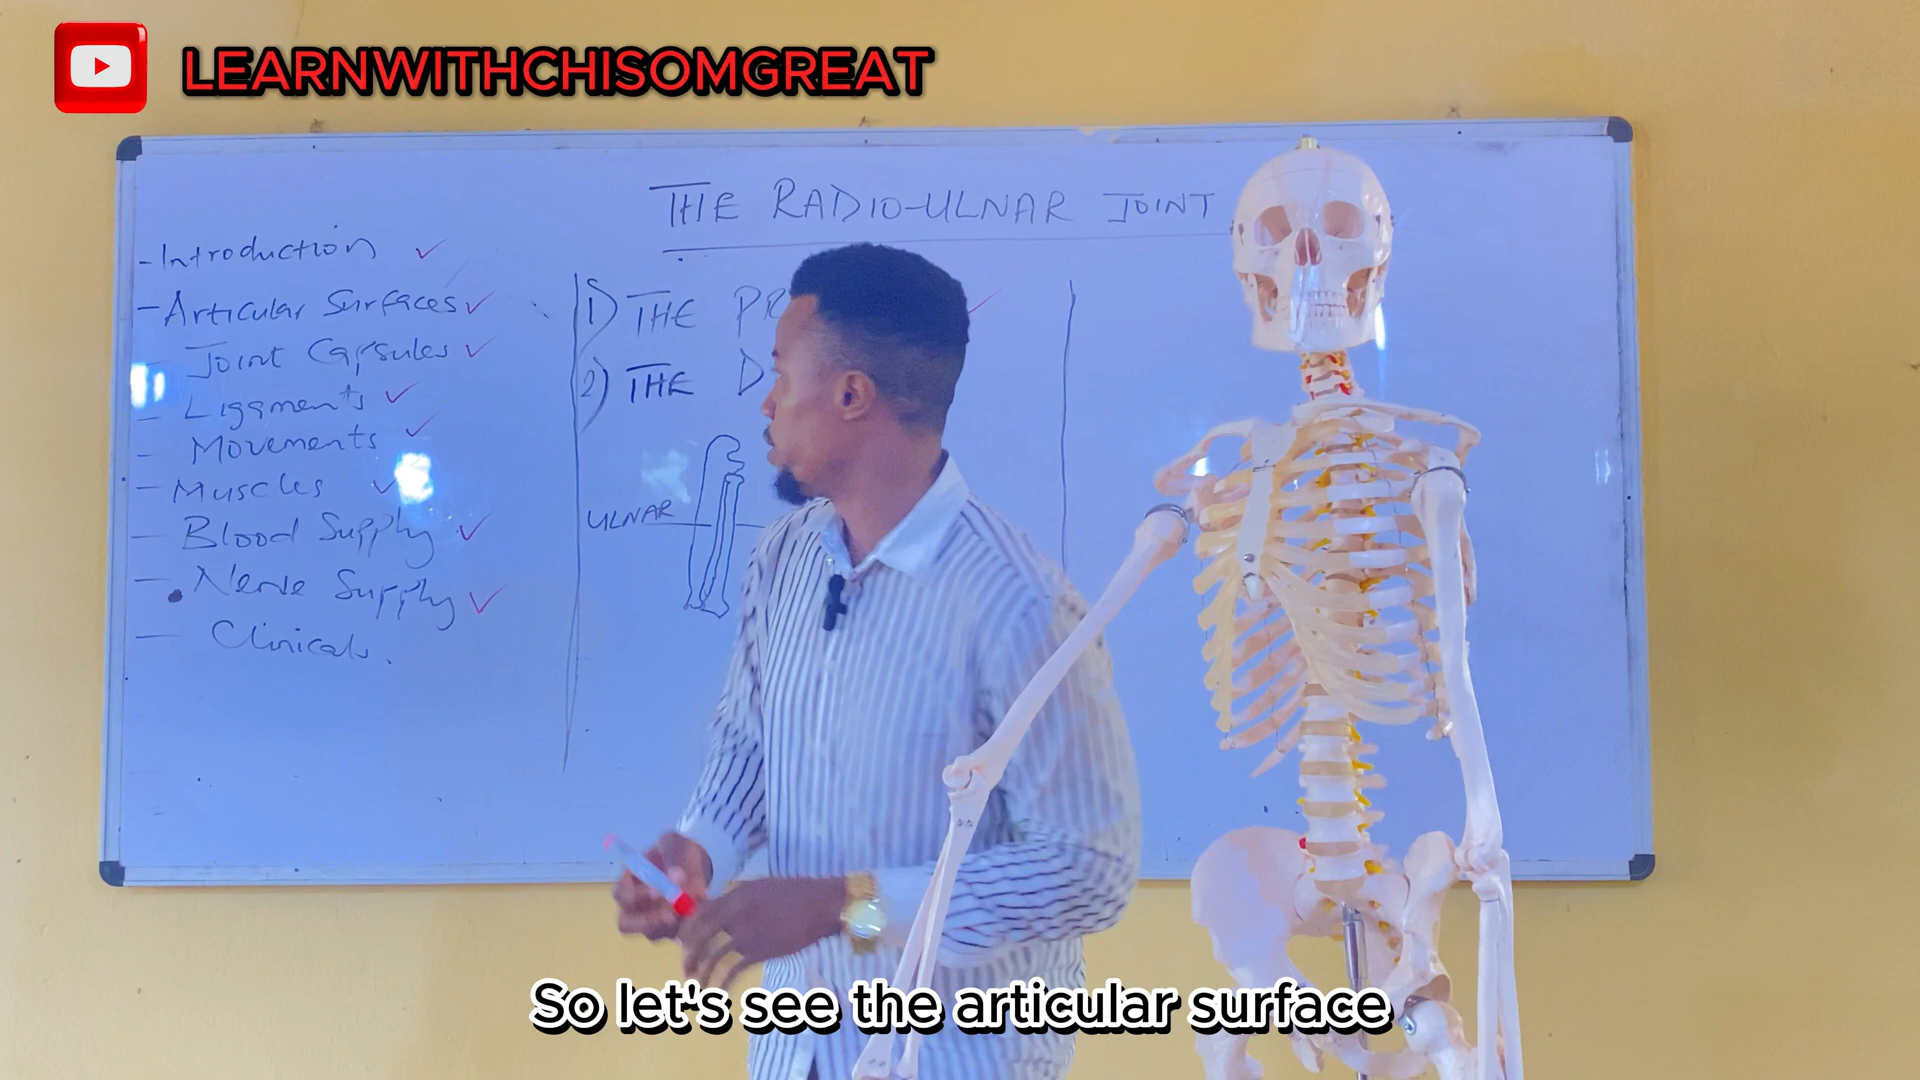 LEARNWITHCHISOMGREAT
THE RADIO-ULNAR JOINT
- Introduction ✓
- Articular Surfaces ✓
- Joint Capsules ✓
- Ligaments ✓
- Movements ✓
- Muscles ✓
- Blood Supply ✓
- Nerve Supply ✓
- Clinicals.
1) THE PR
2) THE D
ULNAR
So let's see the articular surface